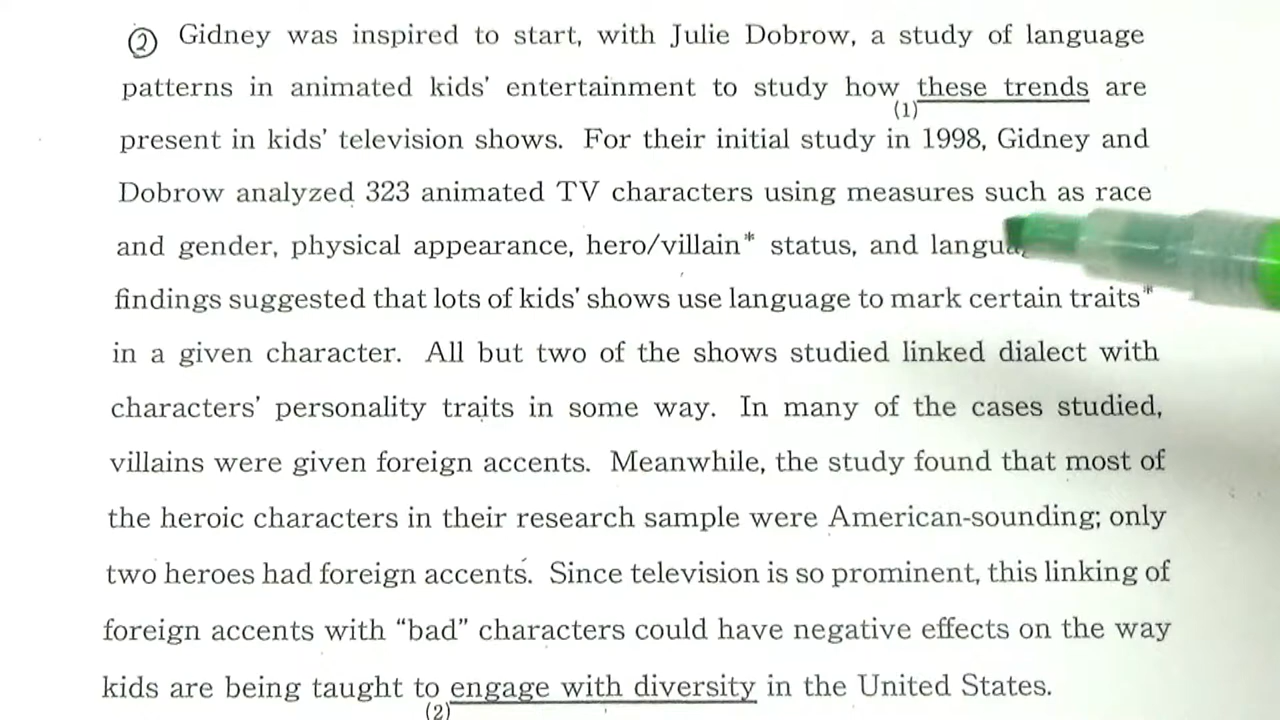 ② Gidney was inspired to start, with Julie Dobrow, a study of language
patterns in animated kids' entertainment to study how these trends are
(1)
present in kids' television shows. For their initial study in 1998, Gidney and
Dobrow analyzed 323 animated TV characters using measures such as race
and gender, physical appearance, hero/villain* status, and
findings suggested that lots of kids' shows use language to mark certain traits*
in a given character. All but two of the shows studied linked dialect with
characters' personality traits in some way. In many of the cases studied,
villains were given foreign accents. Meanwhile, the study found that most of
the heroic characters in their research sample were American-sounding; only
two heroes had foreign accents. Since television is so prominent, this linking of
foreign accents with “bad” characters could have negative effects on the way
kids are being taught to engage with diversity in the United States.
(2)